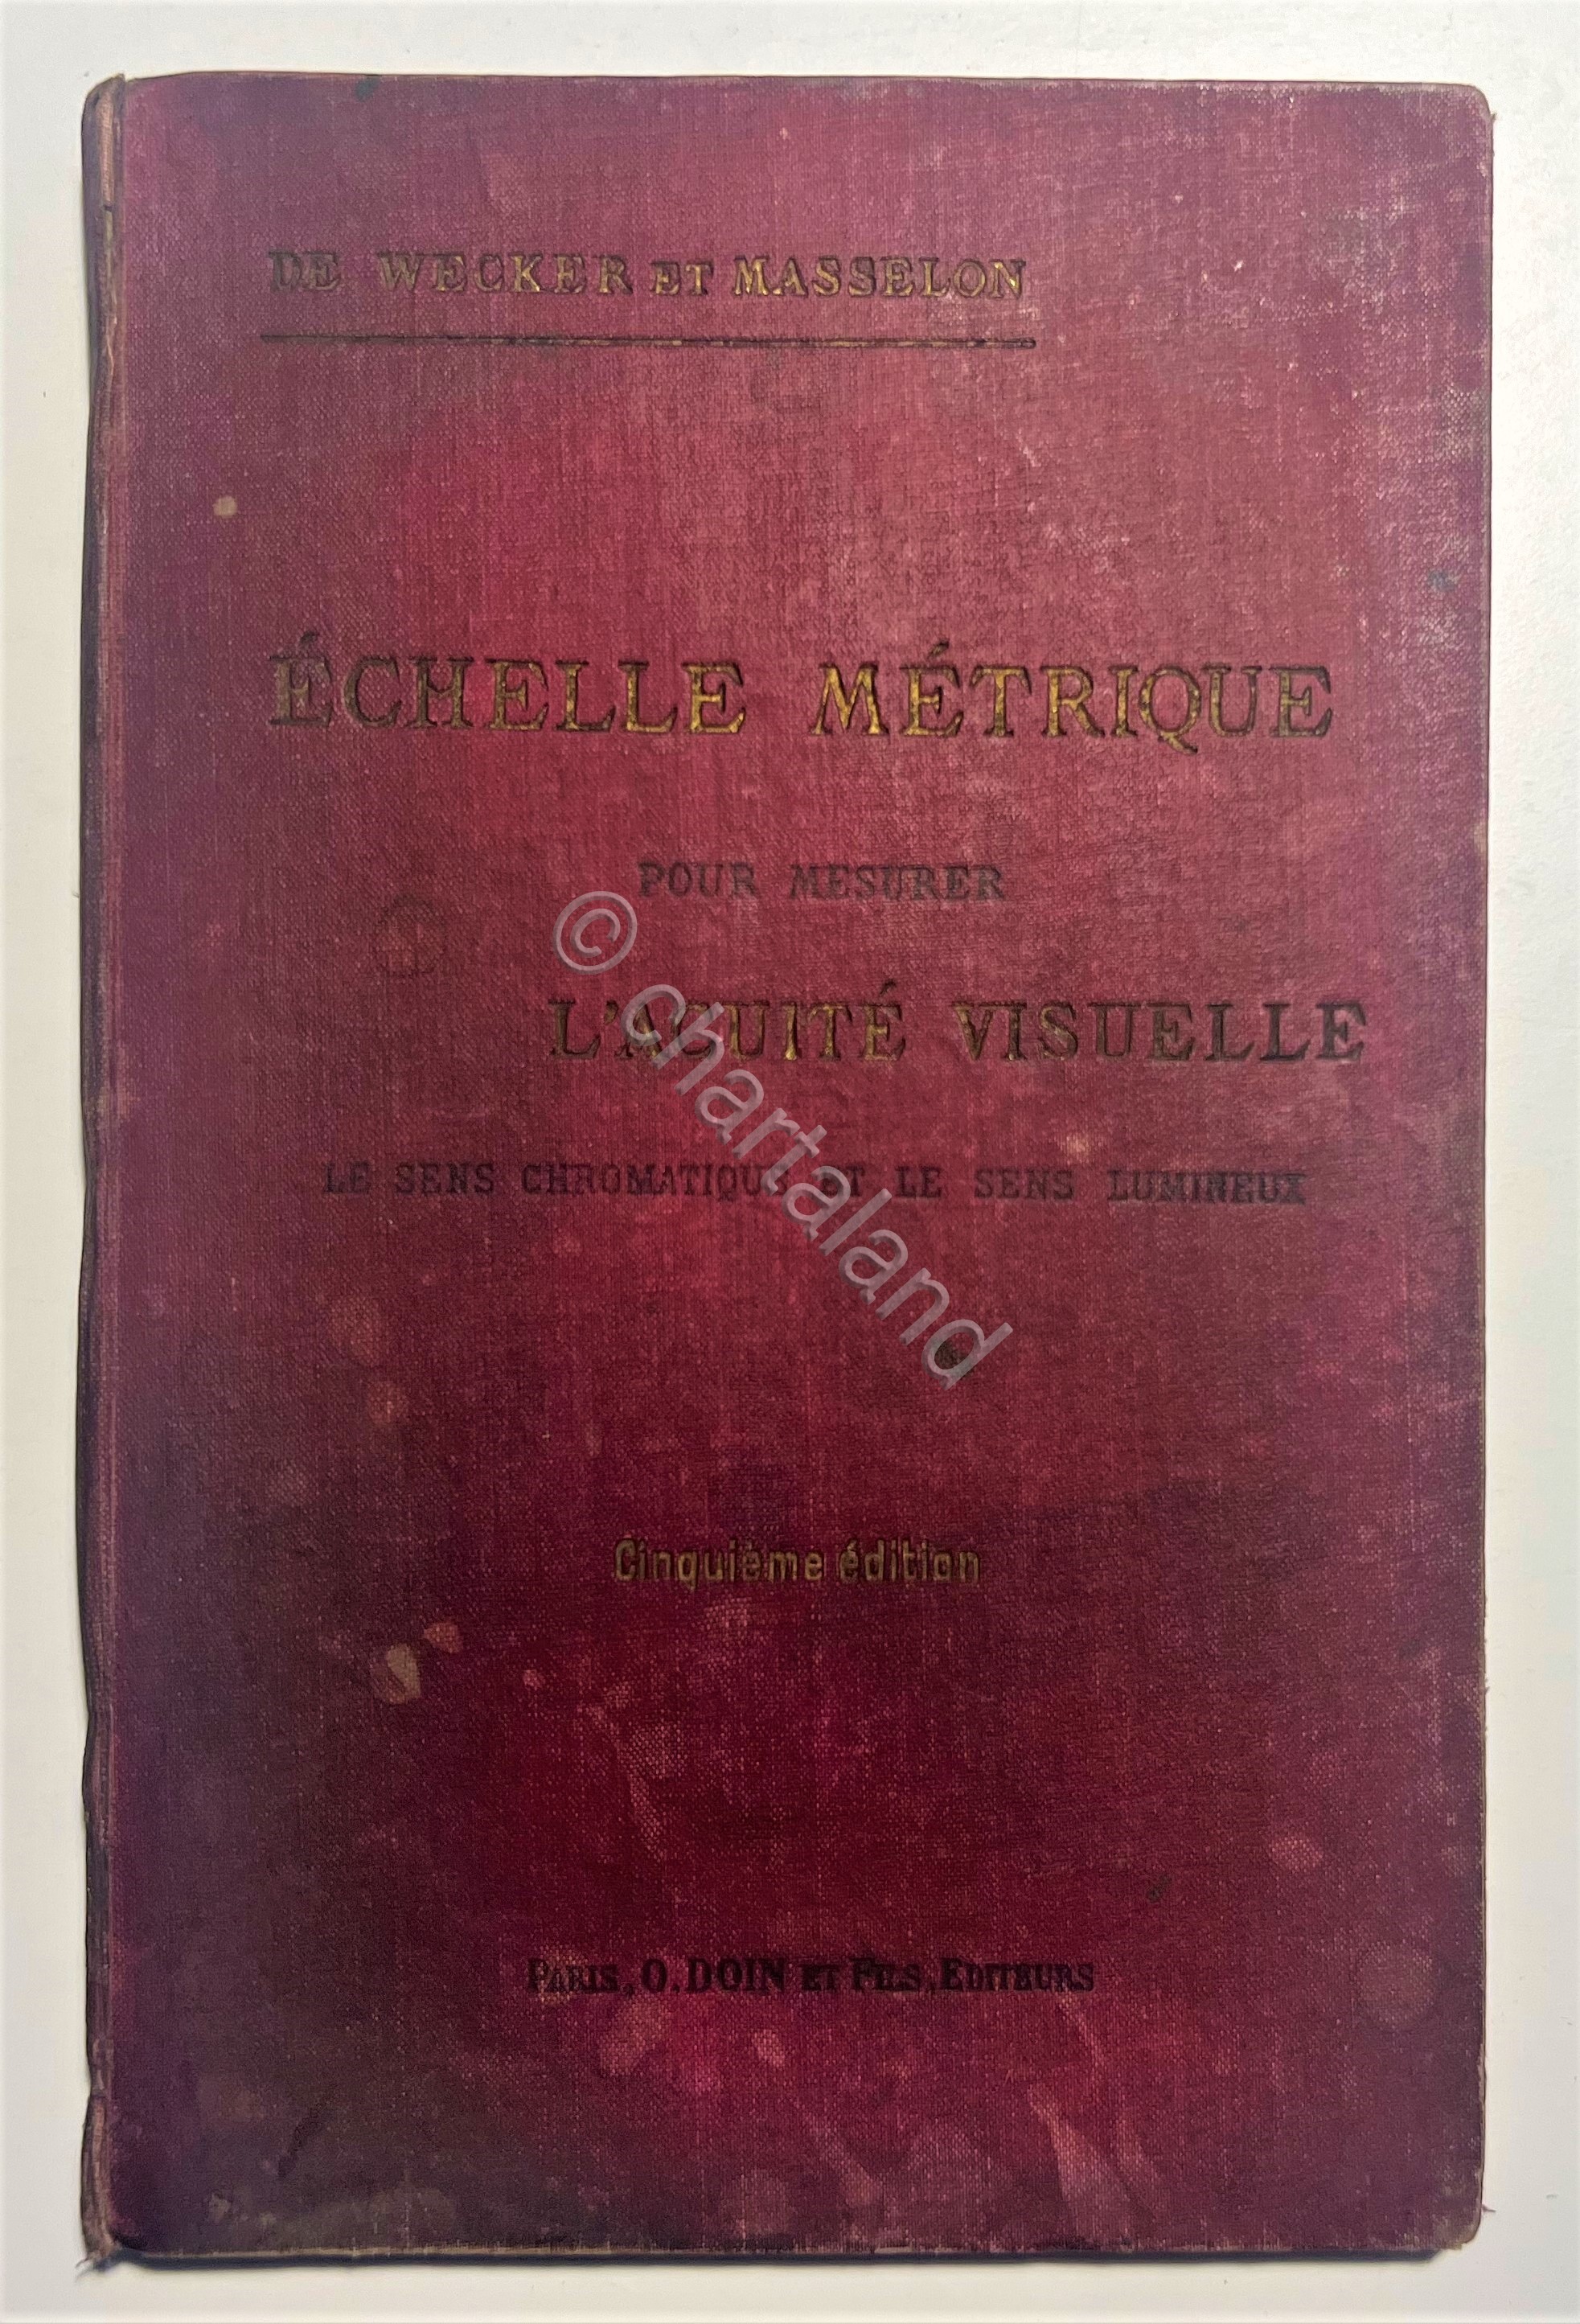 DE WECKER ET MASSELON
ÉCHELLE MÉTRIQUE
POUR MESURER
L'ACUITÉ VISUELLE
LE SENS CHROMATIQUE ET LE SENS LUMINEUX
Cinquième édition
PARIS, O. DOIN ET FILS, EDITEURS
© chartaland